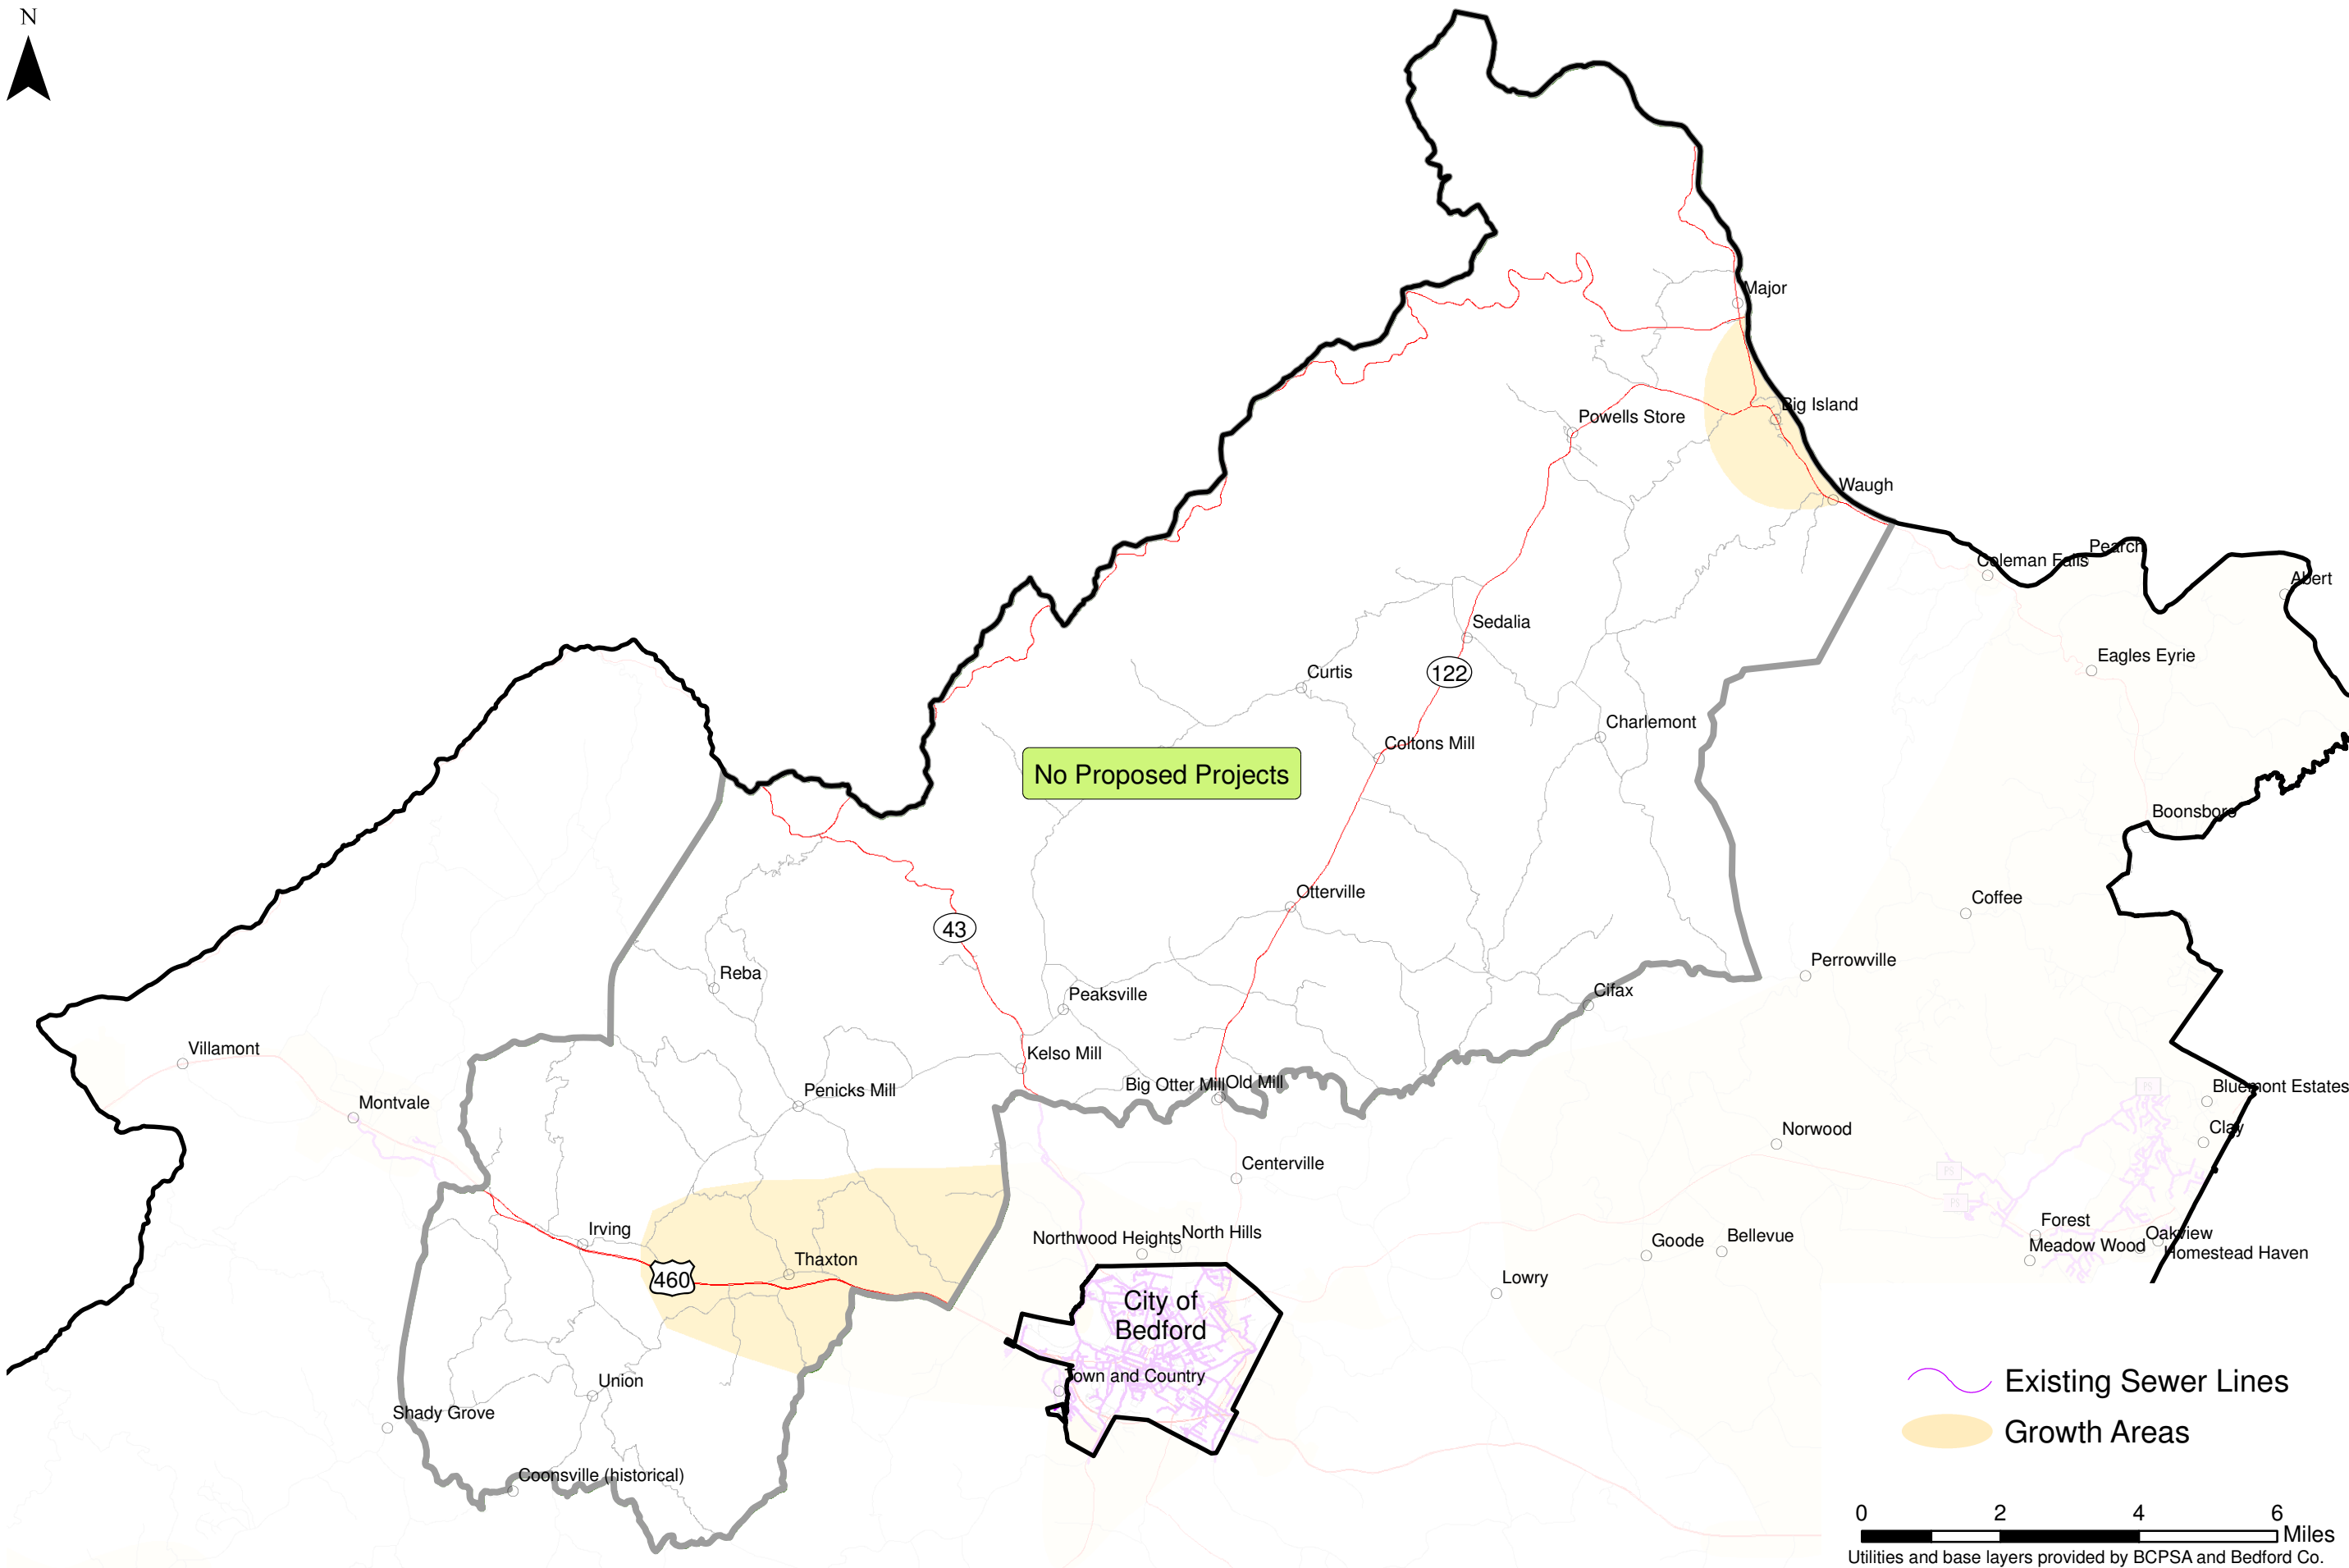 N
Major
Big Island
Powells Store
Waugh
Pearch
Coleman Falls
Abert
Sedalia
Eagles Eyrie
Curtis
122
Charlemont
Coltons Mill
No Proposed Projects
Boonsboro
Otterville
Coffee
43
Perrowville
Reba
Cifax
Peaksville
Villamont
Kelso Mill
Big Otter Mill
Old Mill
PS
Bluemont Estates
Penicks Mill
Montvale
Clay
Norwood
Centerville
PS
PS
Irving
Northwood Heights
North Hills
Forest
Oakview
Goode
Bellevue
Meadow Wood
Homestead Haven
Thaxton
460
Lowry
City of
Bedford
Town and Country
Union
Shady Grove
Coonsville (historical)
Existing Sewer Lines
Growth Areas
0 2 4 6
Miles
Utilities and base layers provided by BCPSA and Bedford Co.